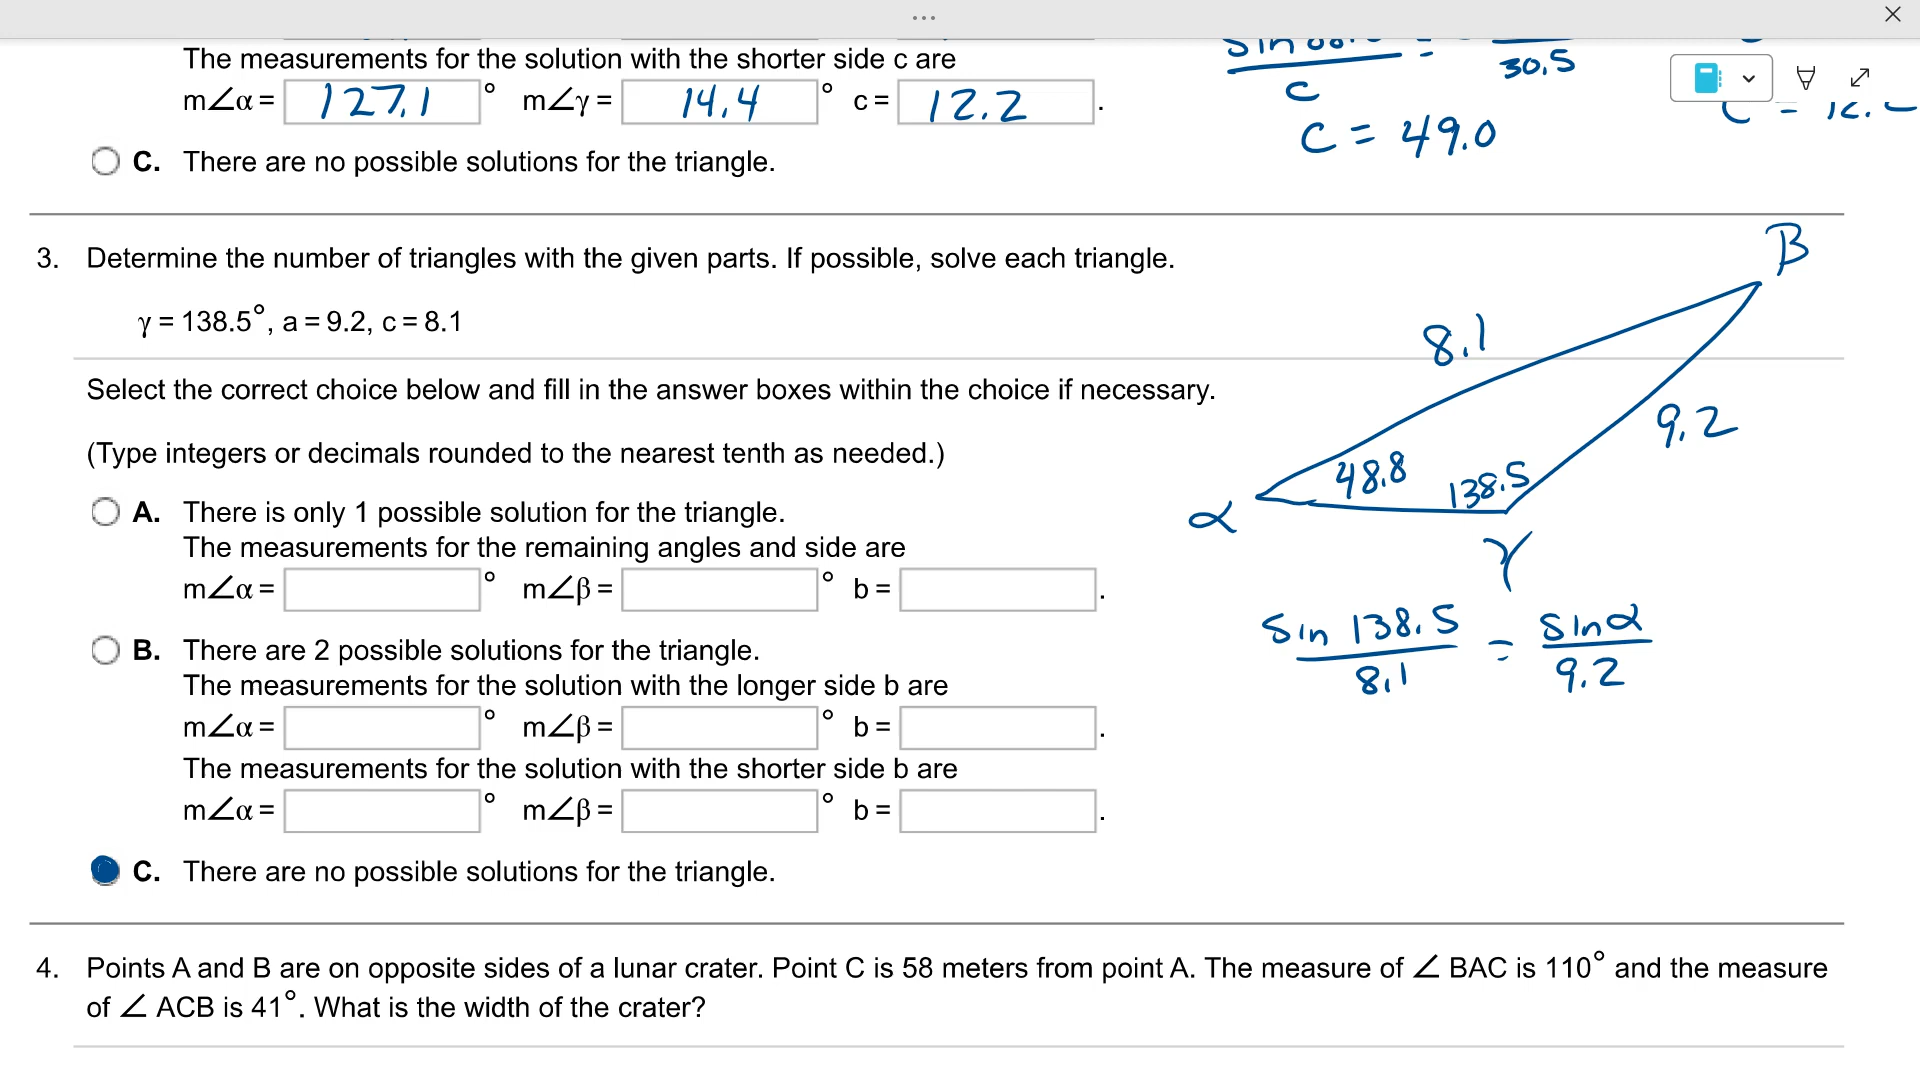 The measurements for the solution with the shorter side c are
m∠α = 127.1 ° m∠γ = 14.4 ° c = 12.2 .
C. There are no possible solutions for the triangle.
30.5
c
c = 49.0
3. Determine the number of triangles with the given parts. If possible, solve each triangle.
γ = 138.5°, a = 9.2, c = 8.1
Select the correct choice below and fill in the answer boxes within the choice if necessary.
(Type integers or decimals rounded to the nearest tenth as needed.)
A. There is only 1 possible solution for the triangle.
The measurements for the remaining angles and side are
m∠α = ° m∠β = ° b = .
B. There are 2 possible solutions for the triangle.
The measurements for the solution with the longer side b are
m∠α = ° m∠β = ° b = .
The measurements for the solution with the shorter side b are
m∠α = ° m∠β = ° b = .
C. There are no possible solutions for the triangle.
B
8.1
9.2
48.8
138.5
α
γ
sin 138.5 = sin α
8.1 9.2
4. Points A and B are on opposite sides of a lunar crater. Point C is 58 meters from point A. The measure of ∠ BAC is 110° and the measure
of ∠ ACB is 41°. What is the width of the crater?